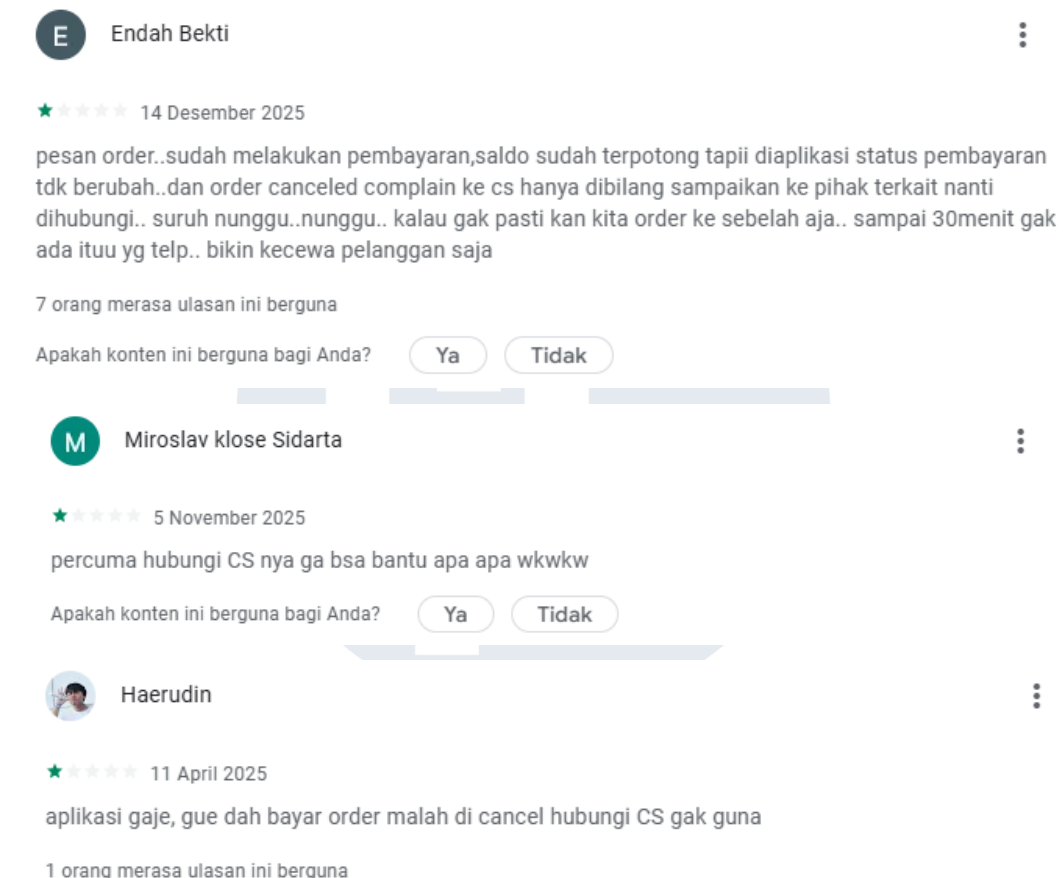 E
Endah Bekti
14 Desember 2025
pesan order..sudah melakukan pembayaran,saldo sudah terpotong tapii diaplikasi status pembayaran
tdk berubah..dan order canceled complain ke cs hanya dibilang sampaikan ke pihak terkait nanti
dihubungi.. suruh nunggu..nunggu.. kalau gak pasti kan kita order ke sebelah aja.. sampai 30menit gak
ada ituu yg telp.. bikin kecewa pelanggan saja
7 orang merasa ulasan ini berguna
Apakah konten ini berguna bagi Anda? Ya Tidak
M
Miroslav klose Sidarta
5 November 2025
percuma hubungi CS nya ga bsa bantu apa apa wkwkw
Apakah konten ini berguna bagi Anda? Ya Tidak
Haerudin
11 April 2025
aplikasi gaje, gue dah bayar order malah di cancel hubungi CS gak guna
1 orang merasa ulasan ini berguna